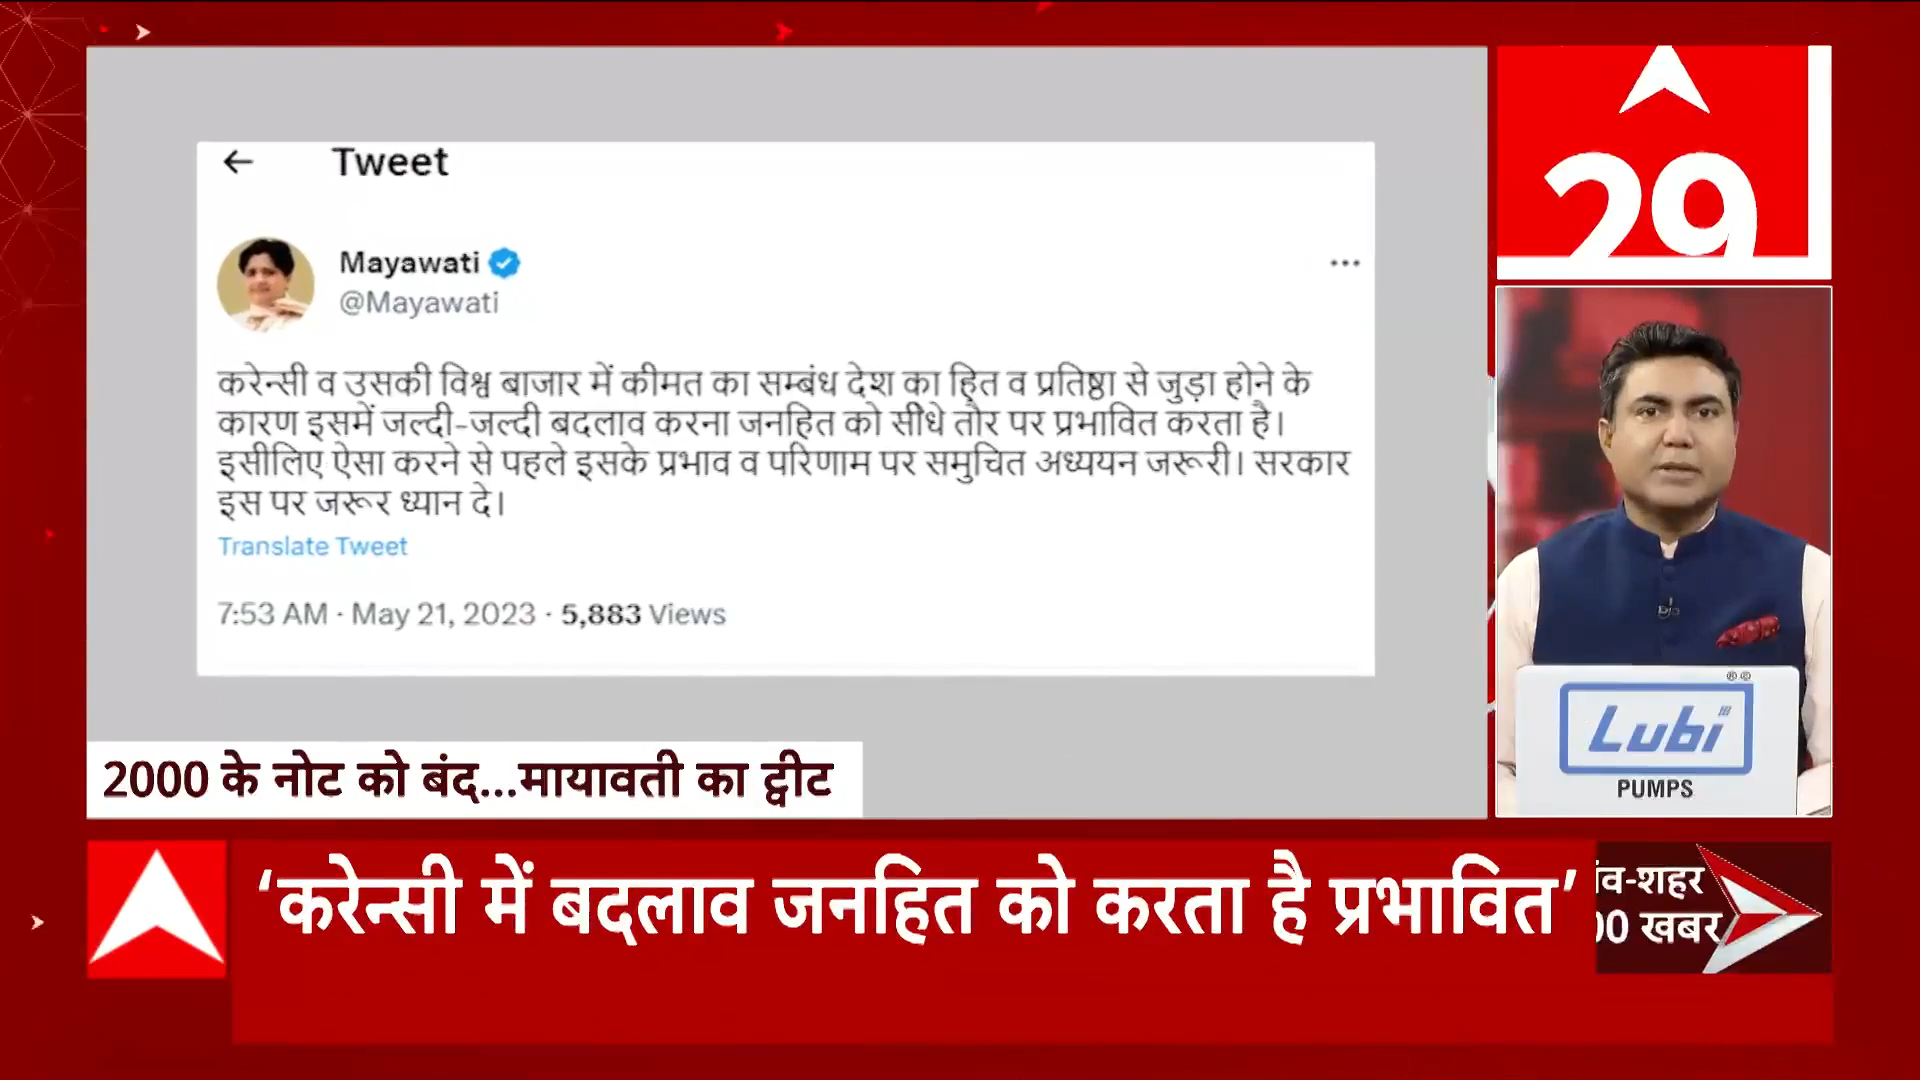 Tweet
Mayawati
@Mayawati
करेन्सी व उसकी विश्व बाजार में कीमत का सम्बंध देश का हित व प्रतिष्ठा से जुड़ा होने के
कारण इसमें जल्दी-जल्दी बदलाव करना जनहित को सीधे तौर पर प्रभावित करता है।
इसीलिए ऐसा करने से पहले इसके प्रभाव व परिणाम पर समुचित अध्ययन जरूरी। सरकार
इस पर जरूर ध्यान दे।
Translate Tweet
7:53 AM · May 21, 2023 · 5,883 Views
29
Lubi
PUMPS
2000 के नोट को बंद...मायावती का ट्वीट
‘करेन्सी में बदलाव जनहित को करता है प्रभावित’
व-शहर
00 खबर